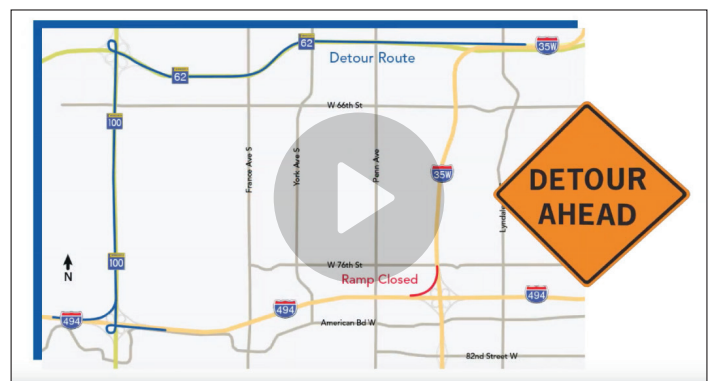 62
35W
Detour Route
62
W 66th St
100
France Ave S
York Ave S
Penn Ave
35W
Lyndale
DETOUR
AHEAD
W 76th St
100
Ramp Closed
N
494
494
494
American Bd W
82nd Street W